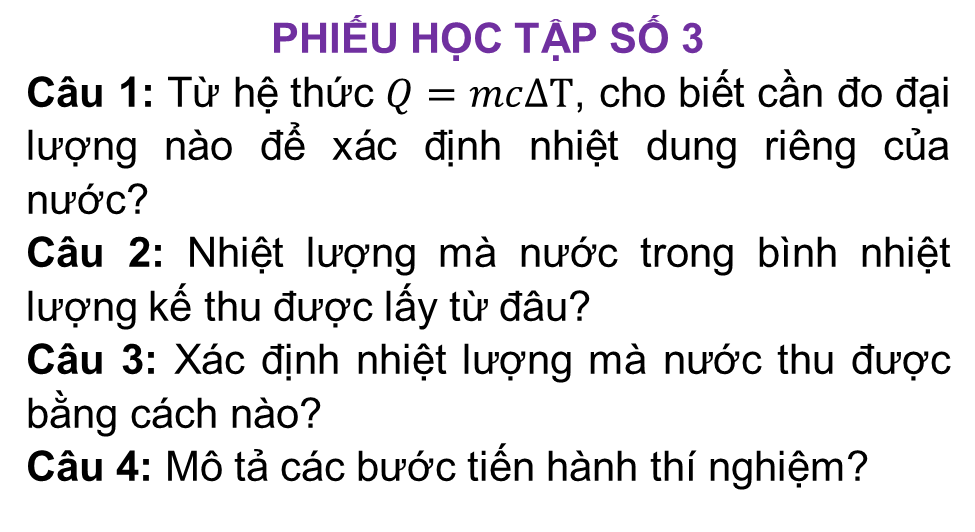 PHIẾU HỌC TẬP SỐ 3
Câu 1: Từ hệ thức Q = mcΔT, cho biết cần đo đại
lượng nào để xác định nhiệt dung riêng của
nước?
Câu 2: Nhiệt lượng mà nước trong bình nhiệt
lượng kế thu được lấy từ đâu?
Câu 3: Xác định nhiệt lượng mà nước thu được
bằng cách nào?
Câu 4: Mô tả các bước tiến hành thí nghiệm?